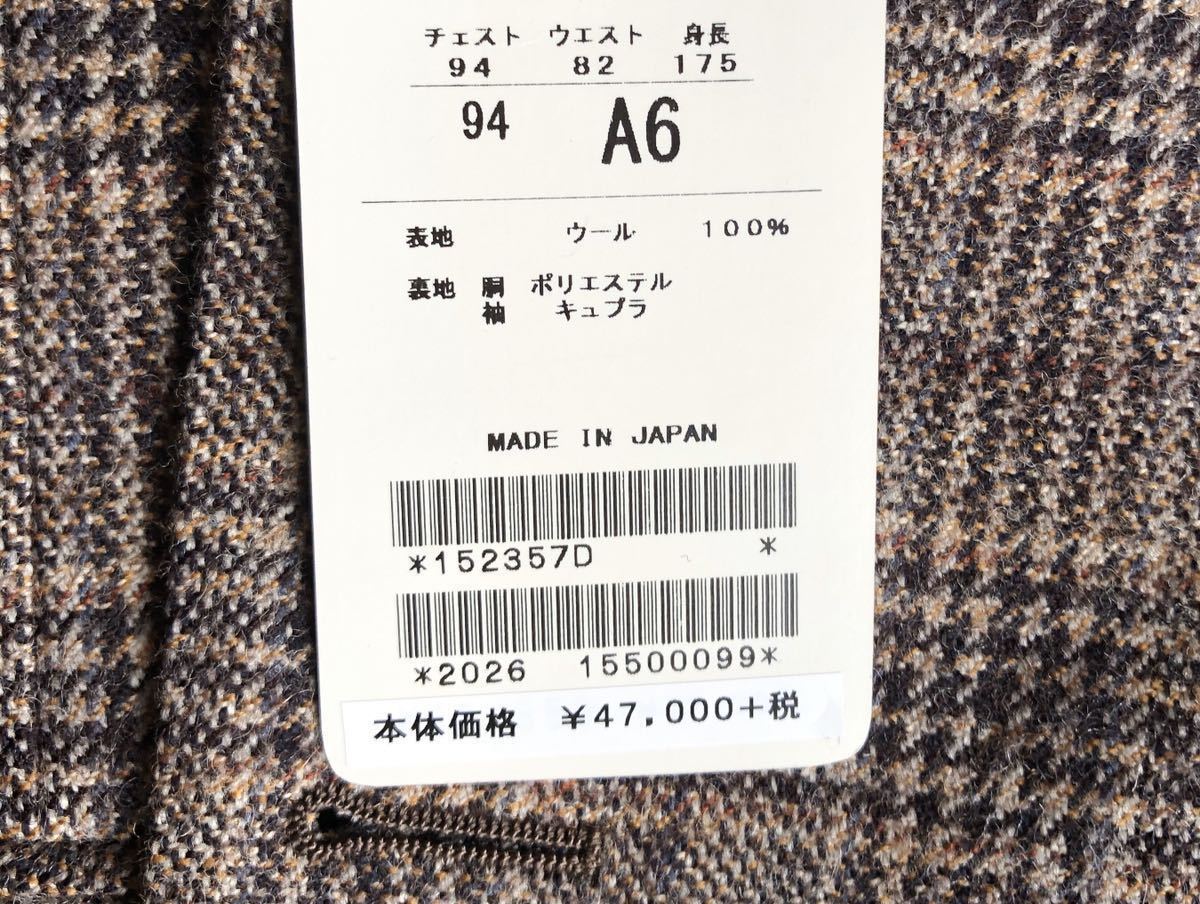 チェスト ウエスト 身長
94 82 175
94 A6
表地 ウール 100%
裏地 胴 ポリエステル
袖 キュプラ
MADE IN JAPAN
*152357D *
*2026 15500099*
本体価格 ¥47,000+税